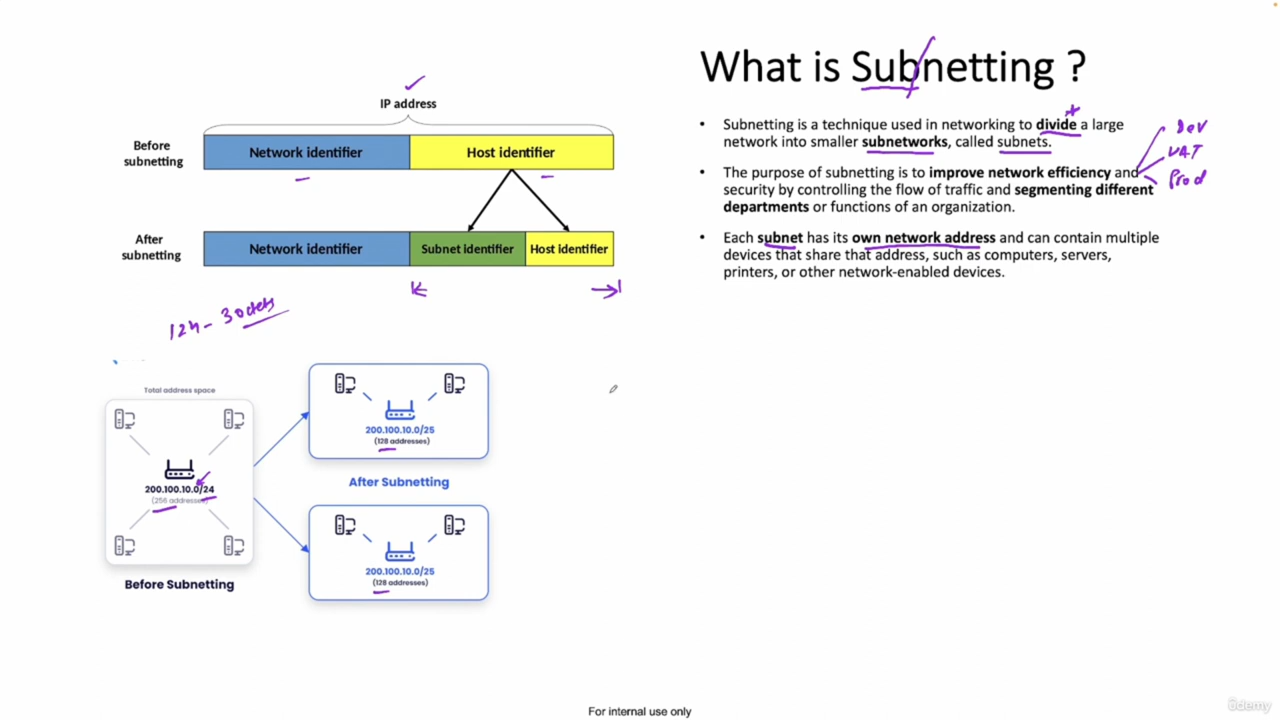 What is Subnetting ?
IP address
Before
subnetting
Network identifier
Host identifier
After
subnetting
Network identifier
Subnet identifier
Host identifier
124 - 3 octets
Total address space
200.100.10.0/24
(256 addresses)
Before Subnetting
200.100.10.0/25
(128 addresses)
After Subnetting
200.100.10.0/25
(128 addresses)
• Subnetting is a technique used in networking to divide a large
network into smaller subnetworks, called subnets.
• The purpose of subnetting is to improve network efficiency and
security by controlling the flow of traffic and segmenting different
departments or functions of an organization.
• Each subnet has its own network address and can contain multiple
devices that share that address, such as computers, servers,
printers, or other network-enabled devices.
Dev
UAT
Prod
For internal use only
ûdemy